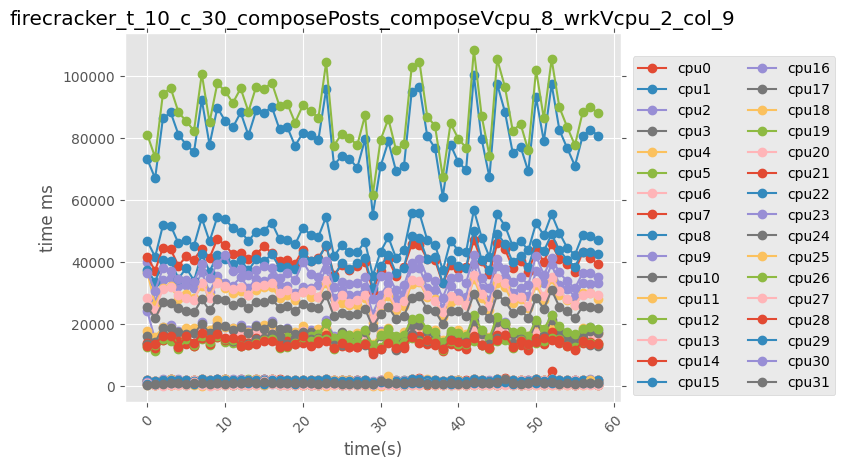 firecracker_t_10_c_30_composePosts_composeVcpu_8_wrkVcpu_2_col_9
100000
80000
60000
40000
20000
0
time ms
0 10 20 30 40 50 60
time(s)
cpu0
cpu1
cpu2
cpu3
cpu4
cpu5
cpu6
cpu7
cpu8
cpu9
cpu10
cpu11
cpu12
cpu13
cpu14
cpu15
cpu16
cpu17
cpu18
cpu19
cpu20
cpu21
cpu22
cpu23
cpu24
cpu25
cpu26
cpu27
cpu28
cpu29
cpu30
cpu31